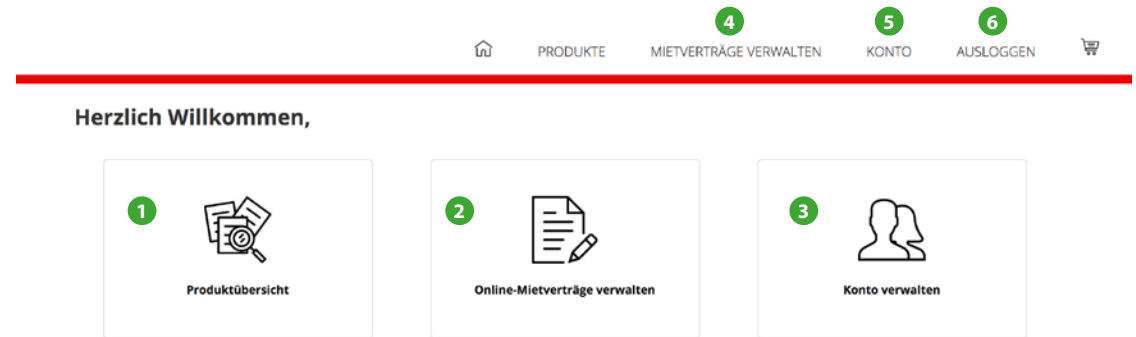 4 5 6
PRODUKTE MIETVERTRÄGE VERWALTEN KONTO AUSLOGGEN
Herzlich Willkommen,
1 2 3
Produktübersicht Online-Mietverträge verwalten Konto verwalten